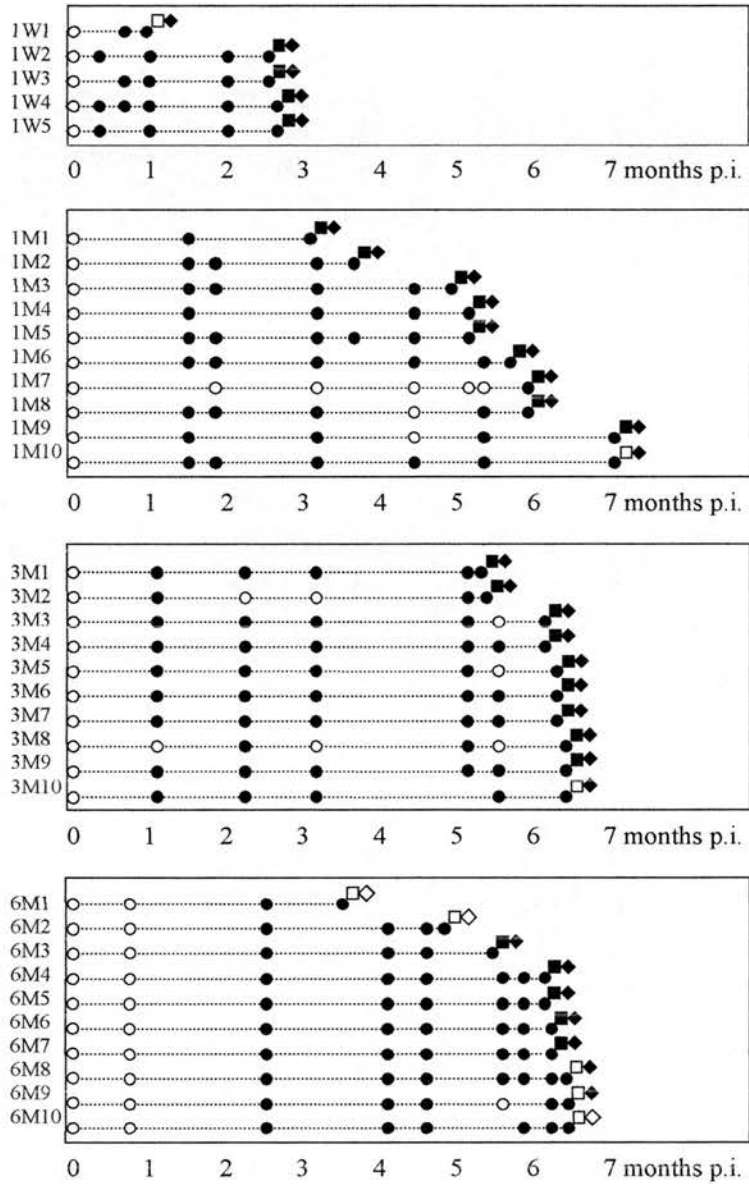 1W1
1W2
1W3
1W4
1W5
0 1 2 3 4 5 6 7 months p.i.
1M1
1M2
1M3
1M4
1M5
1M6
1M7
1M8
1M9
1M10
0 1 2 3 4 5 6 7 months p.i.
3M1
3M2
3M3
3M4
3M5
3M6
3M7
3M8
3M9
3M10
0 1 2 3 4 5 6 7 months p.i.
6M1
6M2
6M3
6M4
6M5
6M6
6M7
6M8
6M9
6M10
0 1 2 3 4 5 6 7 months p.i.